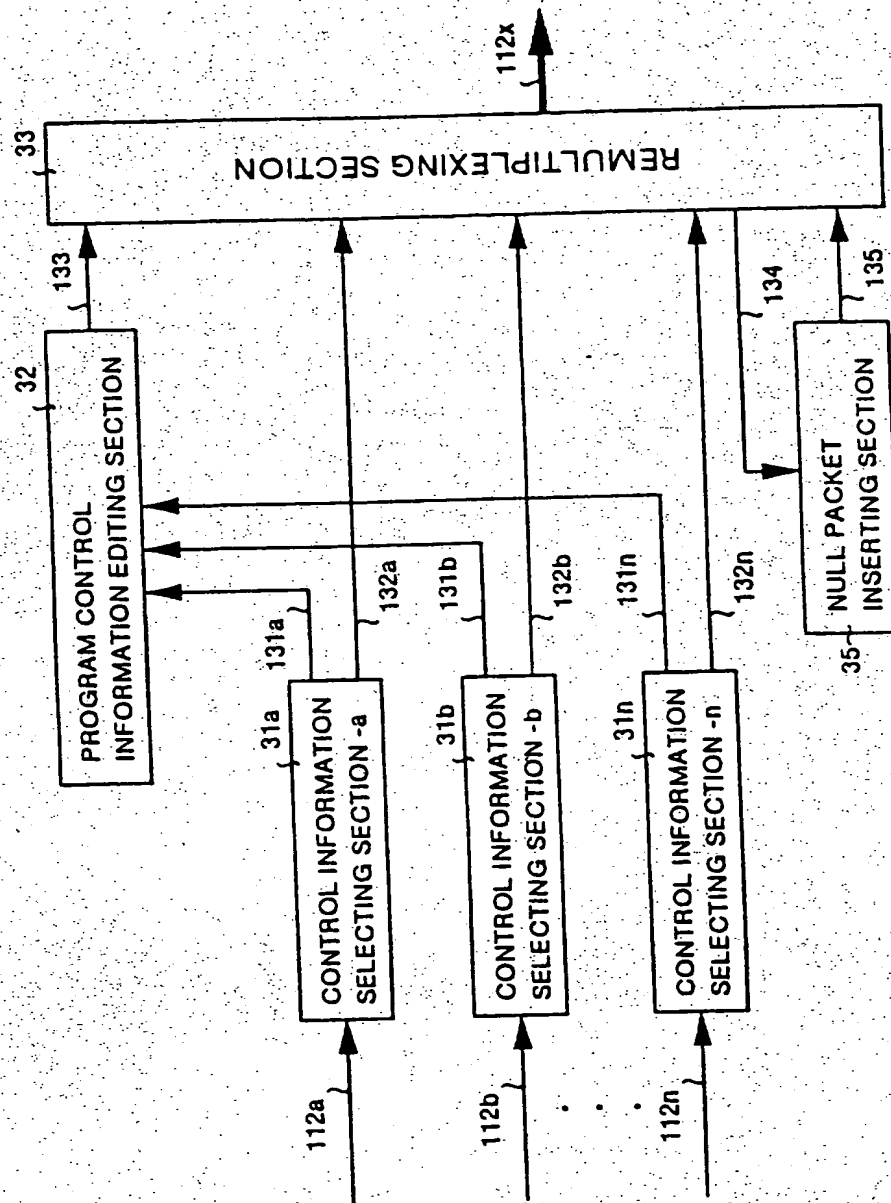 112x
33
REMULTIPLEXING SECTION
133
134
135
32
PROGRAM CONTROL
INFORMATION EDITING SECTION
131a
132a
131b
132b
131n
132n
35
NULL PACKET
INSERTING SECTION
31a
CONTROL INFORMATION
SELECTING SECTION -a
31b
CONTROL INFORMATION
SELECTING SECTION -b
31n
CONTROL INFORMATION
SELECTING SECTION -n
112a
112b
. . .
112n